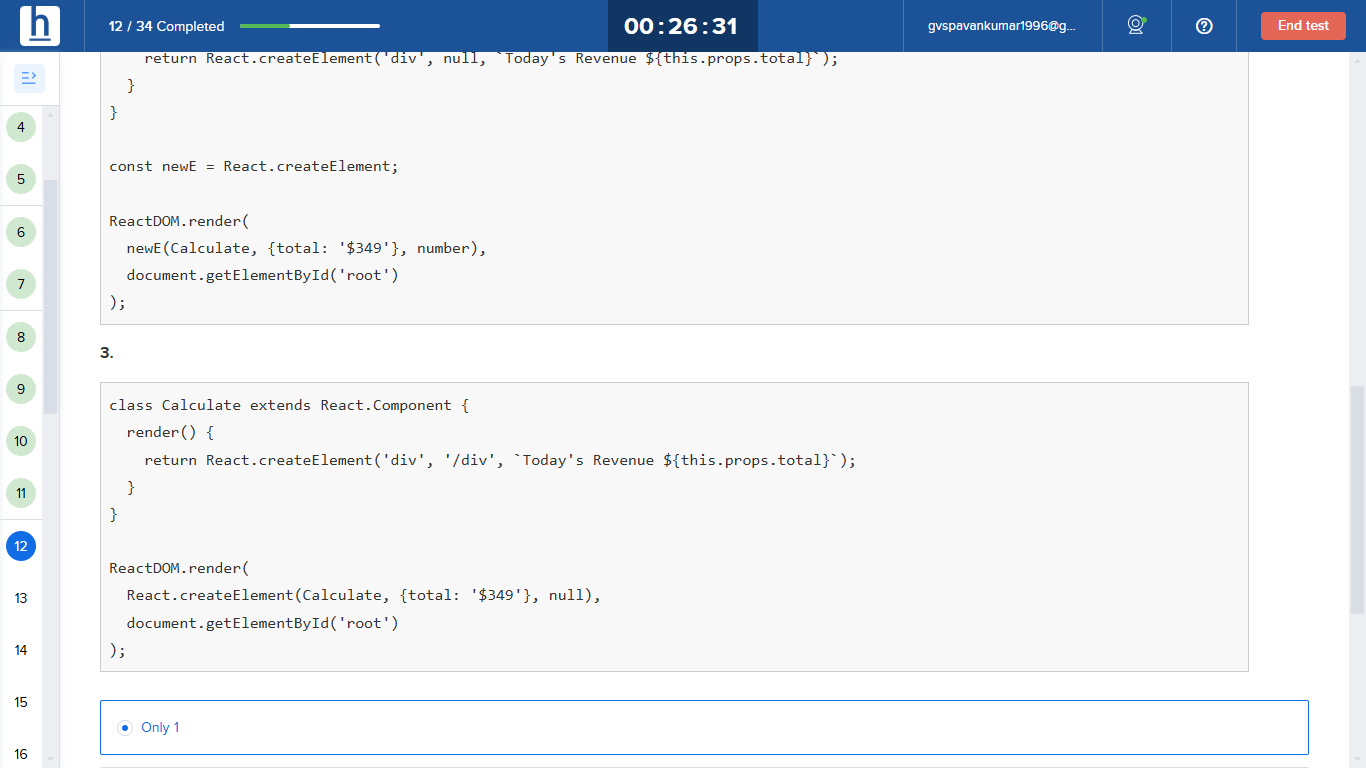 h
12 / 34 Completed
00:26:31
gvspavankumar1996@g...
End test
4
5
6
7
8
9
10
11
12
13
14
15
16
return React.createElement('div', null, `Today's Revenue ${this.props.total}`);
}
}
const newE = React.createElement;
ReactDOM.render(
newE(Calculate, {total: '$349'}, number),
document.getElementById('root')
);
3.
class Calculate extends React.Component {
render() {
return React.createElement('div', '/div', `Today's Revenue ${this.props.total}`);
}
}
ReactDOM.render(
React.createElement(Calculate, {total: '$349'}, null),
document.getElementById('root')
);
Only 1